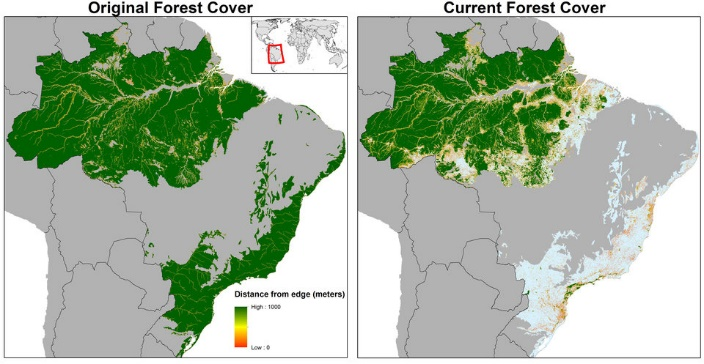 Original Forest Cover
Current Forest Cover
Distance from edge (meters)
High : 1000
Low : 0